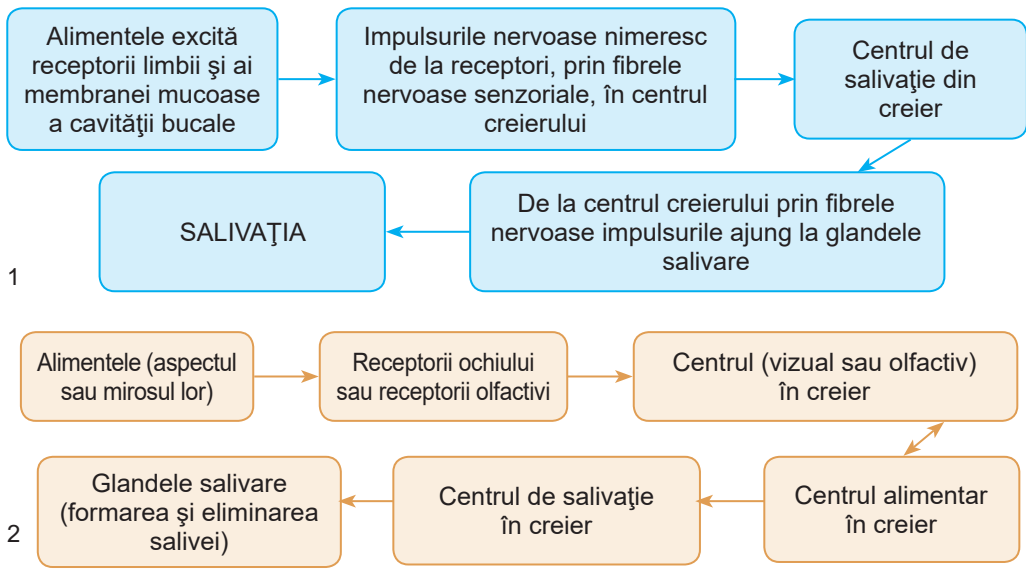 Alimentele excită
receptorii limbii şi ai
membranei mucoase
a cavităţii bucale
Impulsurile nervoase nimeresc
de la receptori, prin fibrele
nervoase senzoriale, în centrul
creierului
Centrul de
salivaţie din
creier
SALIVAŢIA
De la centrul creierului prin fibrele
nervoase impulsurile ajung la glandele
salivare
1
Alimentele (aspectul
sau mirosul lor)
Receptorii ochiului
sau receptorii olfactivi
Centrul (vizual sau olfactiv)
în creier
Glandele salivare
(formarea şi eliminarea
salivei)
Centrul de salivaţie
în creier
Centrul alimentar
în creier
2